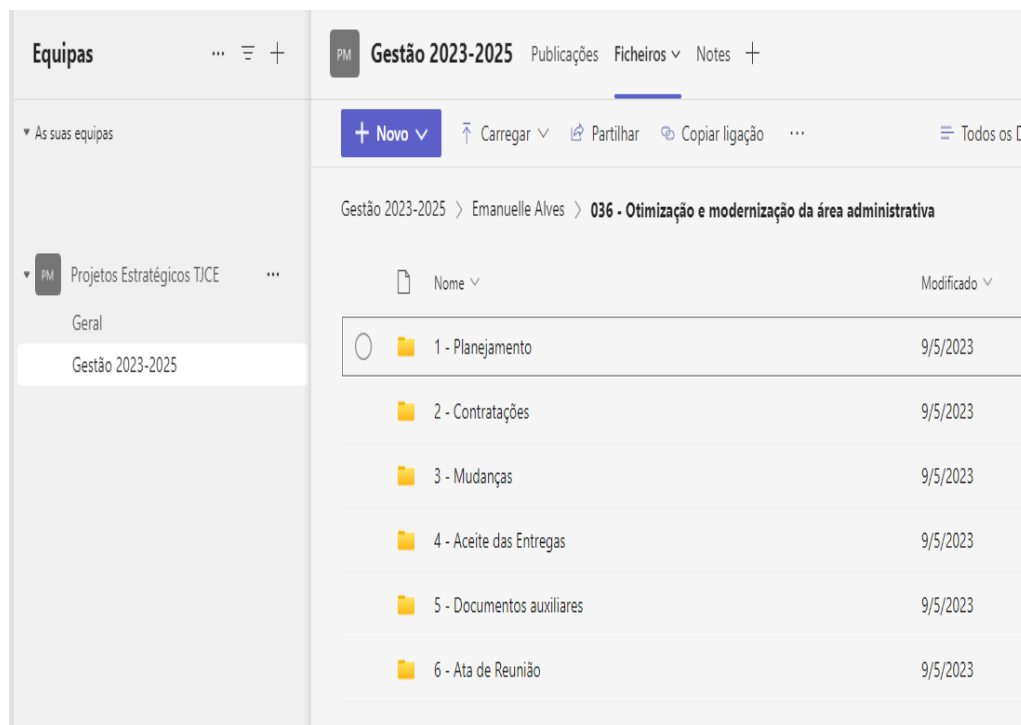 Equipas
PM Gestão 2023-2025 Publicações Ficheiros Notes
As suas equipas
Novo Carregar Partilhar Copiar ligação ... Todos os D
Gestão 2023-2025 > Emanuelle Alves > 036 - Otimização e modernização da área administrativa
PM Projetos Estratégicos TJCE ...
Geral
Gestão 2023-2025
Nome Modificado
1 - Planejamento 9/5/2023
2 - Contratações 9/5/2023
3 - Mudanças 9/5/2023
4 - Aceite das Entregas 9/5/2023
5 - Documentos auxiliares 9/5/2023
6 - Ata de Reunião 9/5/2023